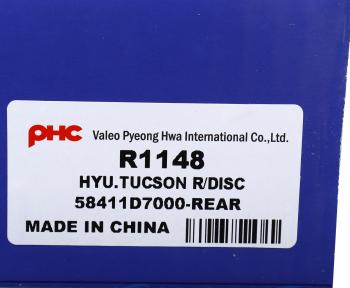 PHC Valeo Pyeong Hwa International Co.,Ltd.
R1148
HYU.TUCSON R/DISC
58411D7000-REAR
MADE IN CHINA